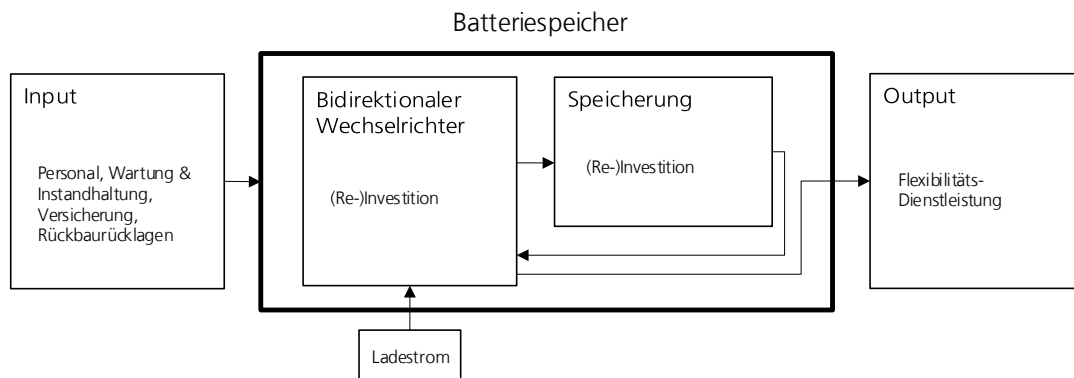 Batteriespeicher
Input
Personal, Wartung &
Instandhaltung,
Versicherung,
Rückbaurücklagen
Bidirektionaler
Wechselrichter
(Re-)Investition
Speicherung
(Re-)Investition
Output
Flexibilitäts-
Dienstleistung
Ladestrom